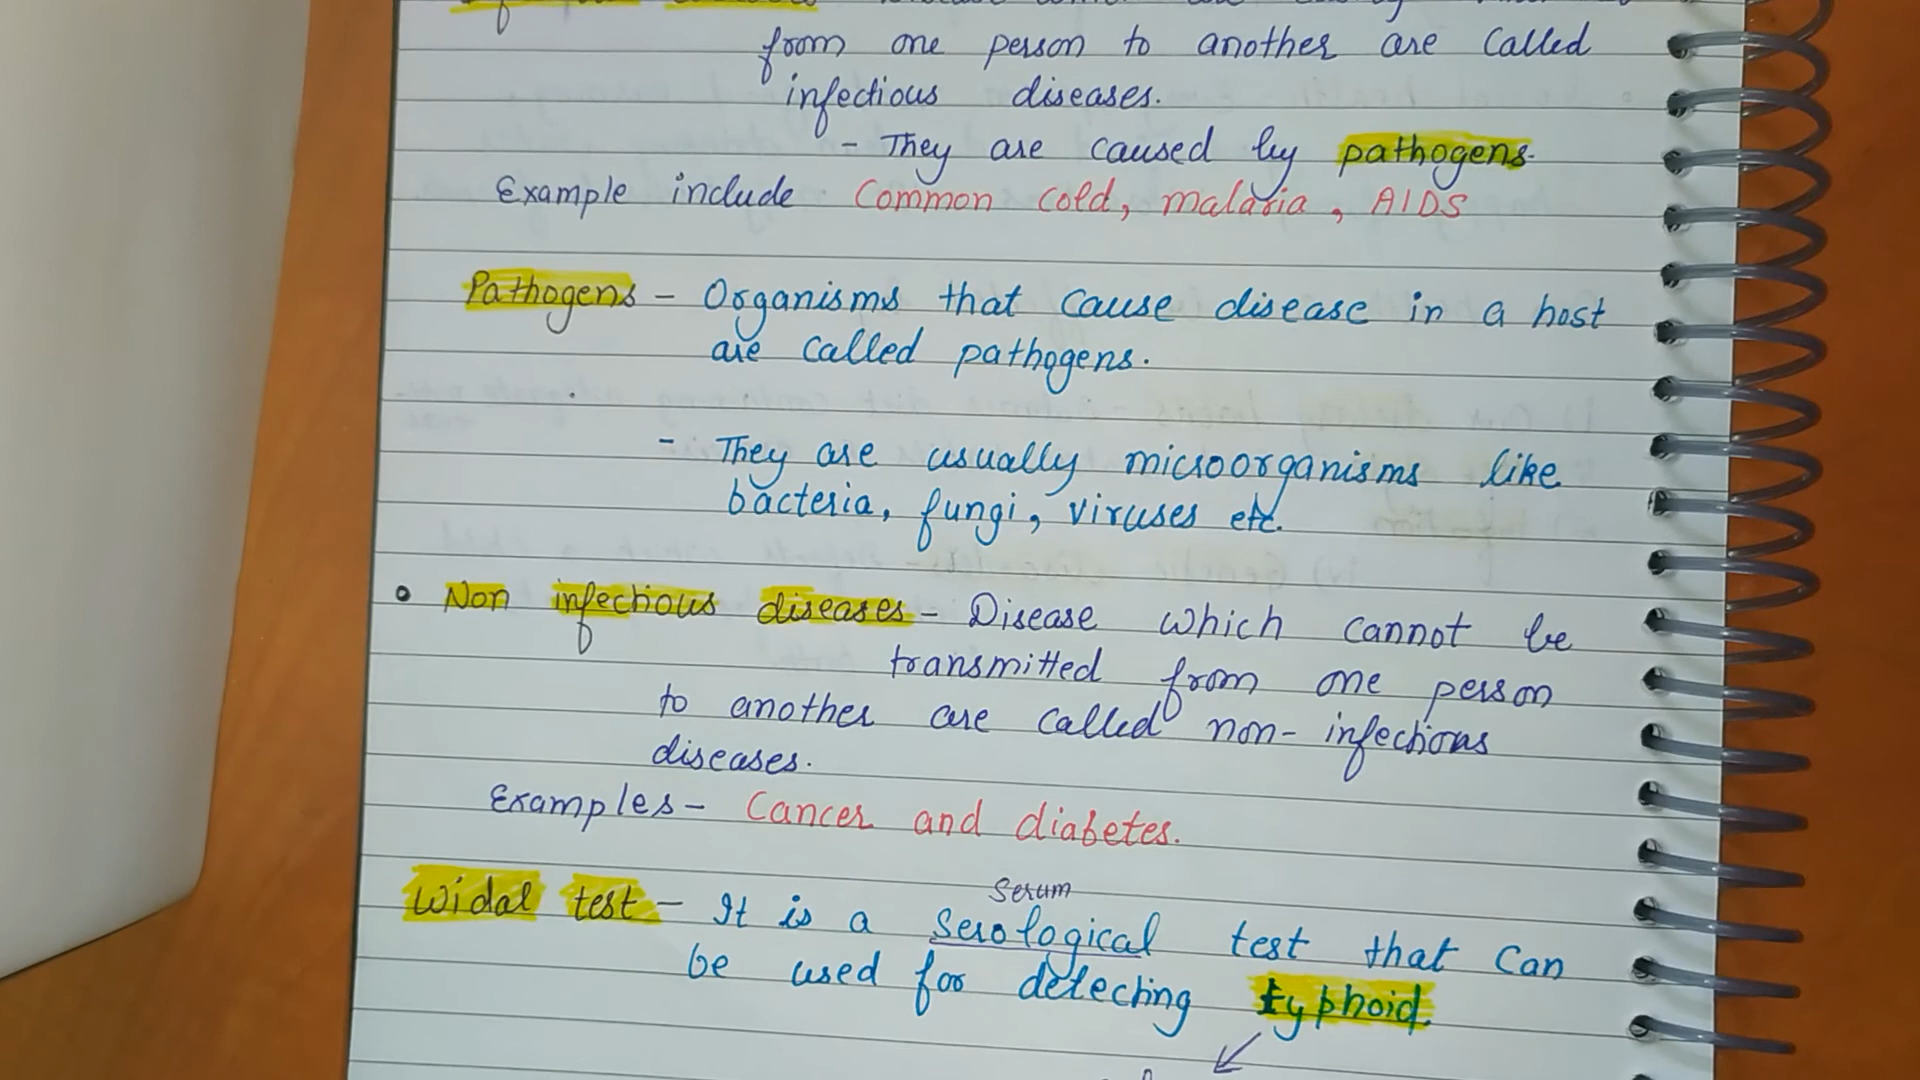 from one person to another are called
infectious diseases.
- They are caused by pathogens.
Example include Common cold, malaria, AIDS
Pathogens - Organisms that cause disease in a host
are called pathogens.
- They are usually microorganisms like
bacteria, fungi, viruses etc.
• Non infectious diseases - Disease which cannot be
transmitted from one person
to another are called non-infectious
diseases.
Examples - Cancer and diabetes.
Serum
Widal test - It is a Serological test that can
be used for detecting typhoid.